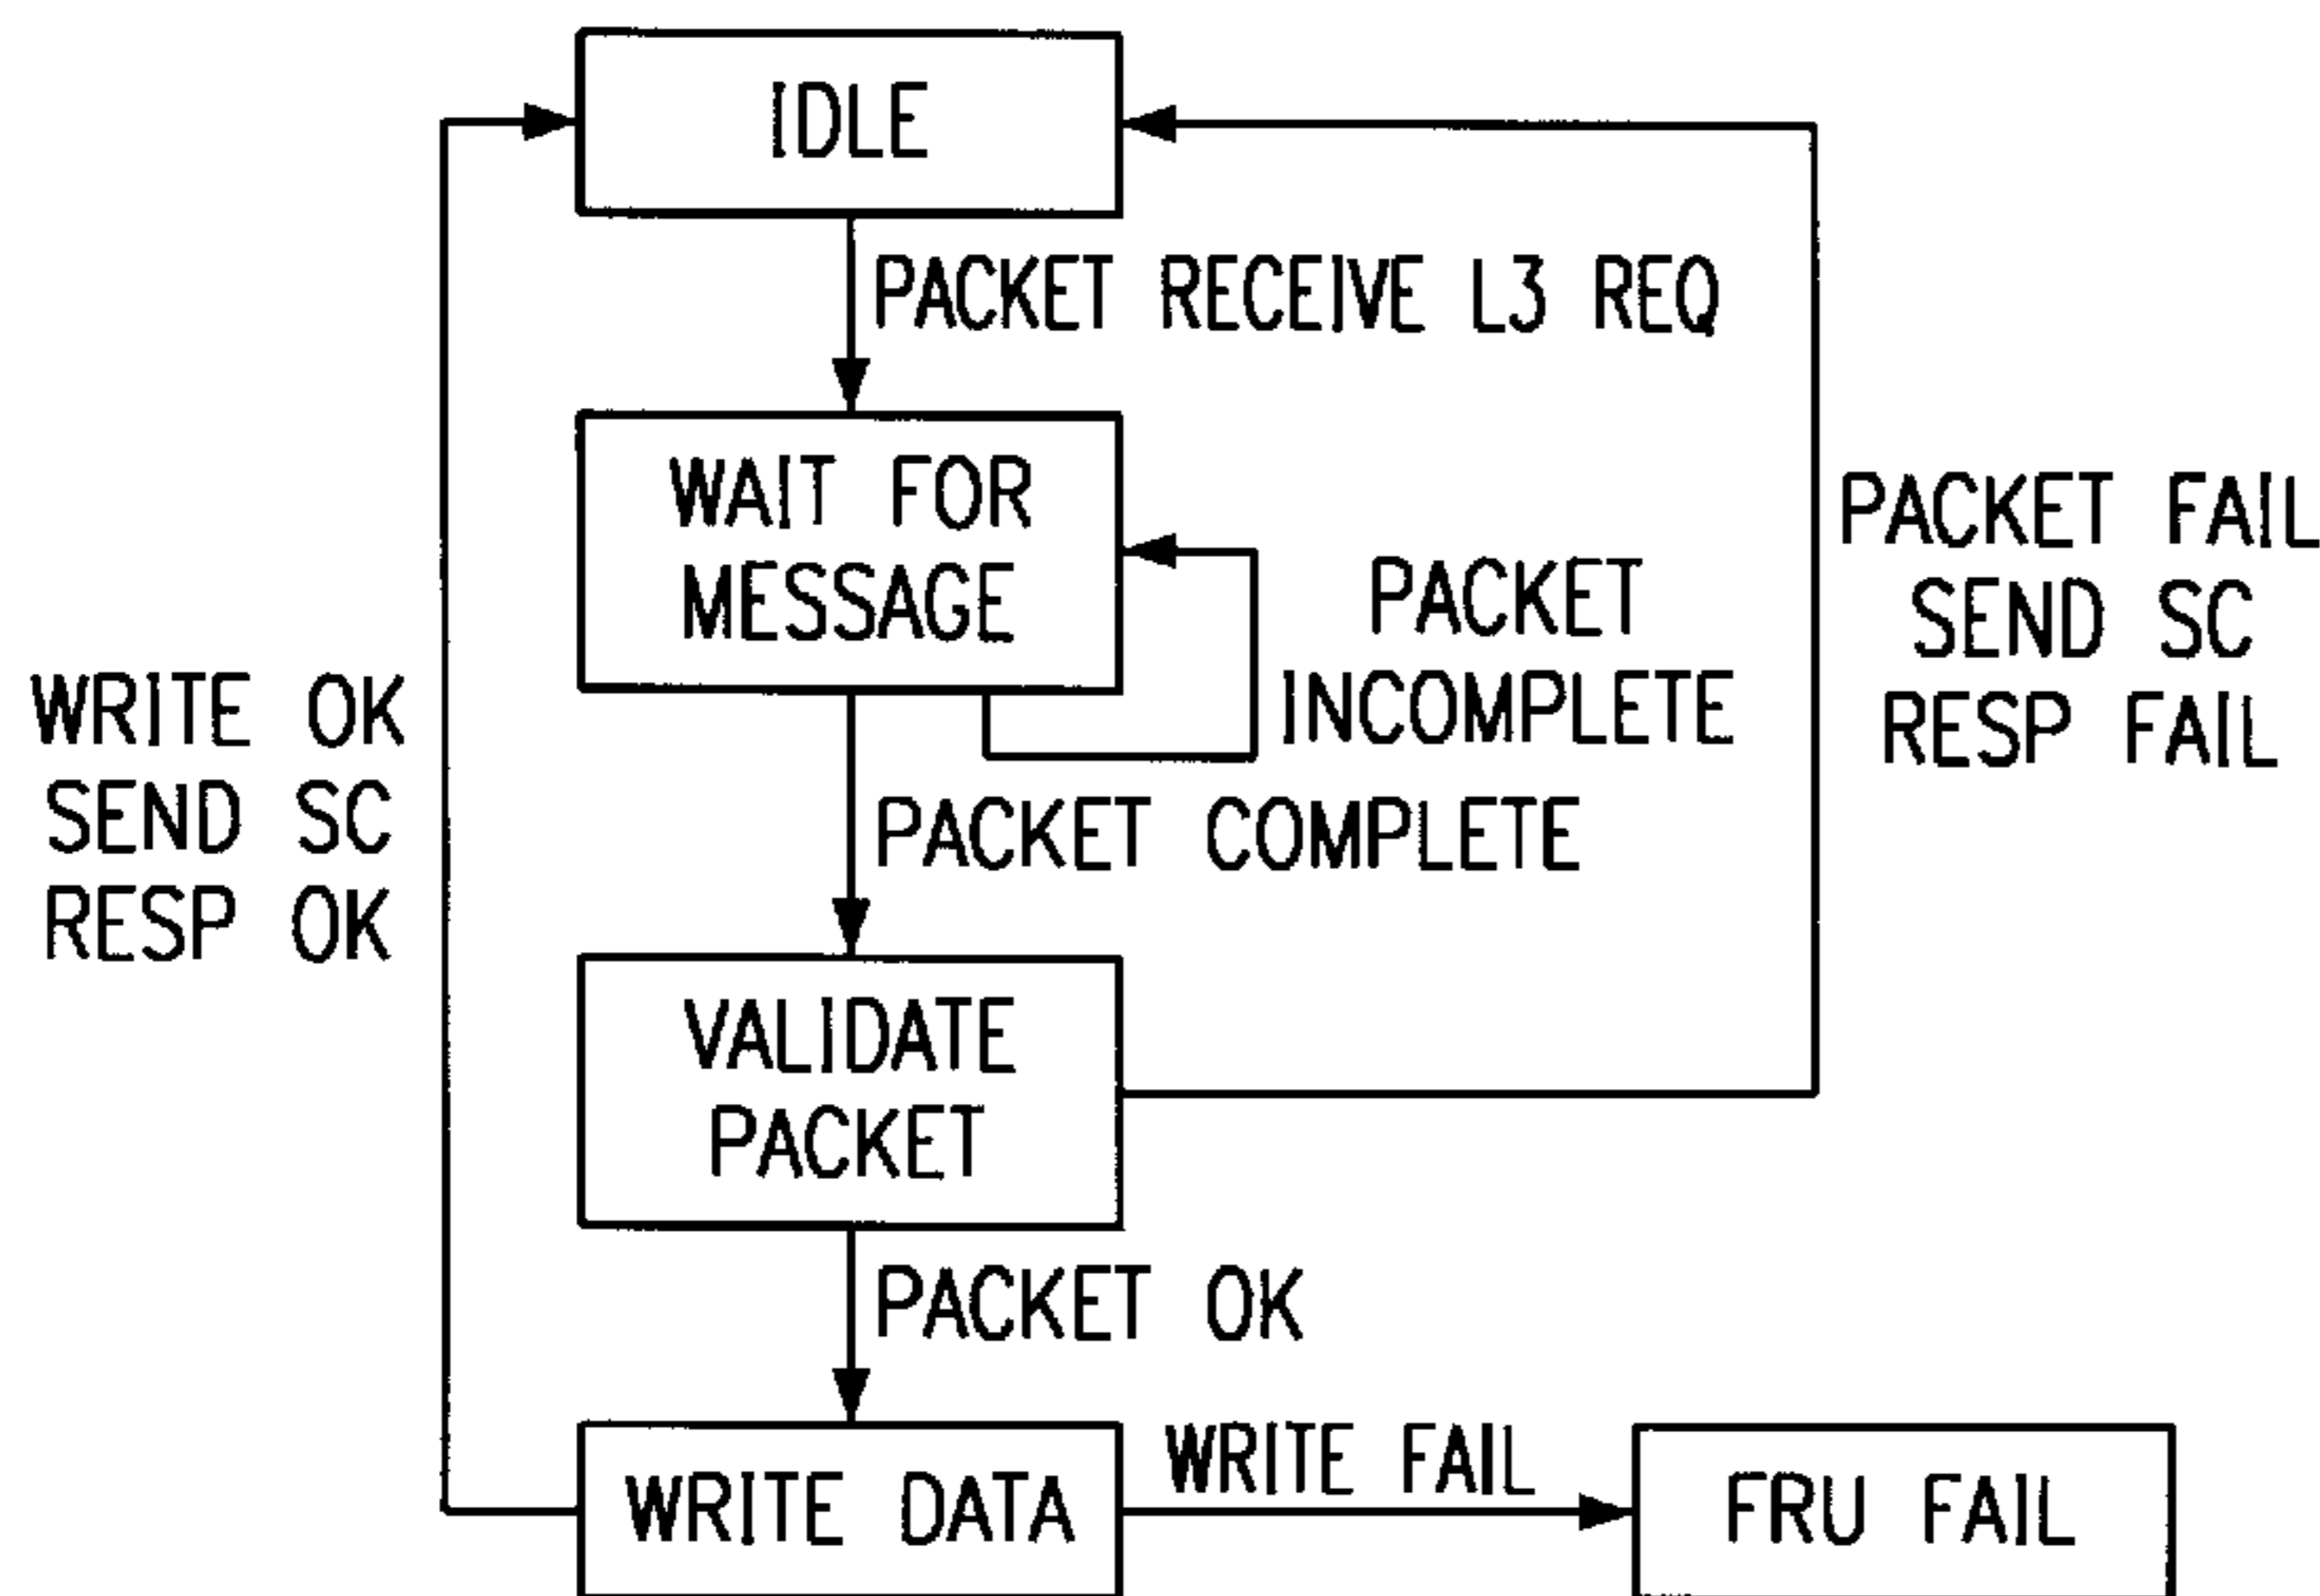 IDLE
PACKET RECEIVE L3 REQ
WAIT FOR
MESSAGE
PACKET
INCOMPLETE
PACKET FAIL
SEND SC
RESP FAIL
WRITE OK
SEND SC
RESP OK
PACKET COMPLETE
VALIDATE
PACKET
PACKET OK
WRITE DATA
WRITE FAIL
FRU FAIL